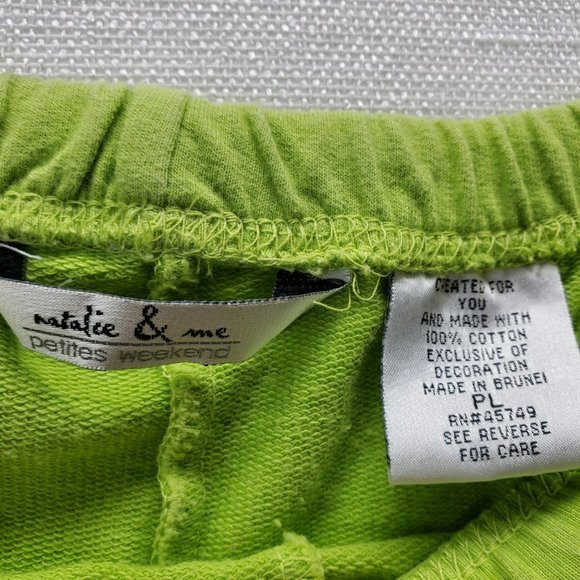 natalie & me
petites weekend
CREATED FOR
YOU
AND MADE WITH
100% COTTON
EXCLUSIVE OF
DECORATION
MADE IN BRUNEI
PL
RN#45749
SEE REVERSE
FOR CARE